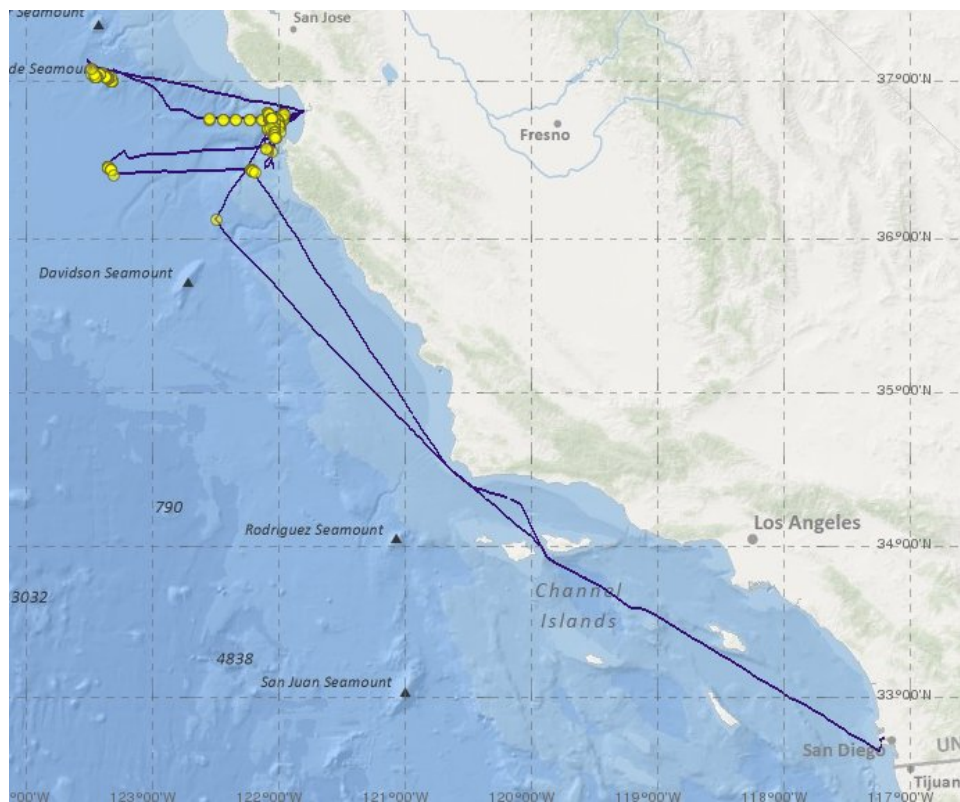 Seamount
San Jose
de Seamou
37°00'N
Fresno
36°00'N
Davidson Seamount
35°00'N
790
Los Angeles
Rodriguez Seamount
34°00'N
Channel
Islands
3032
4838
San Juan Seamount
33°00'N
San Diego
UN
Tijuan
123°00'W
122°00'W
121°00'W
120°00'W
119°00'W
118°00'W
117°00'W